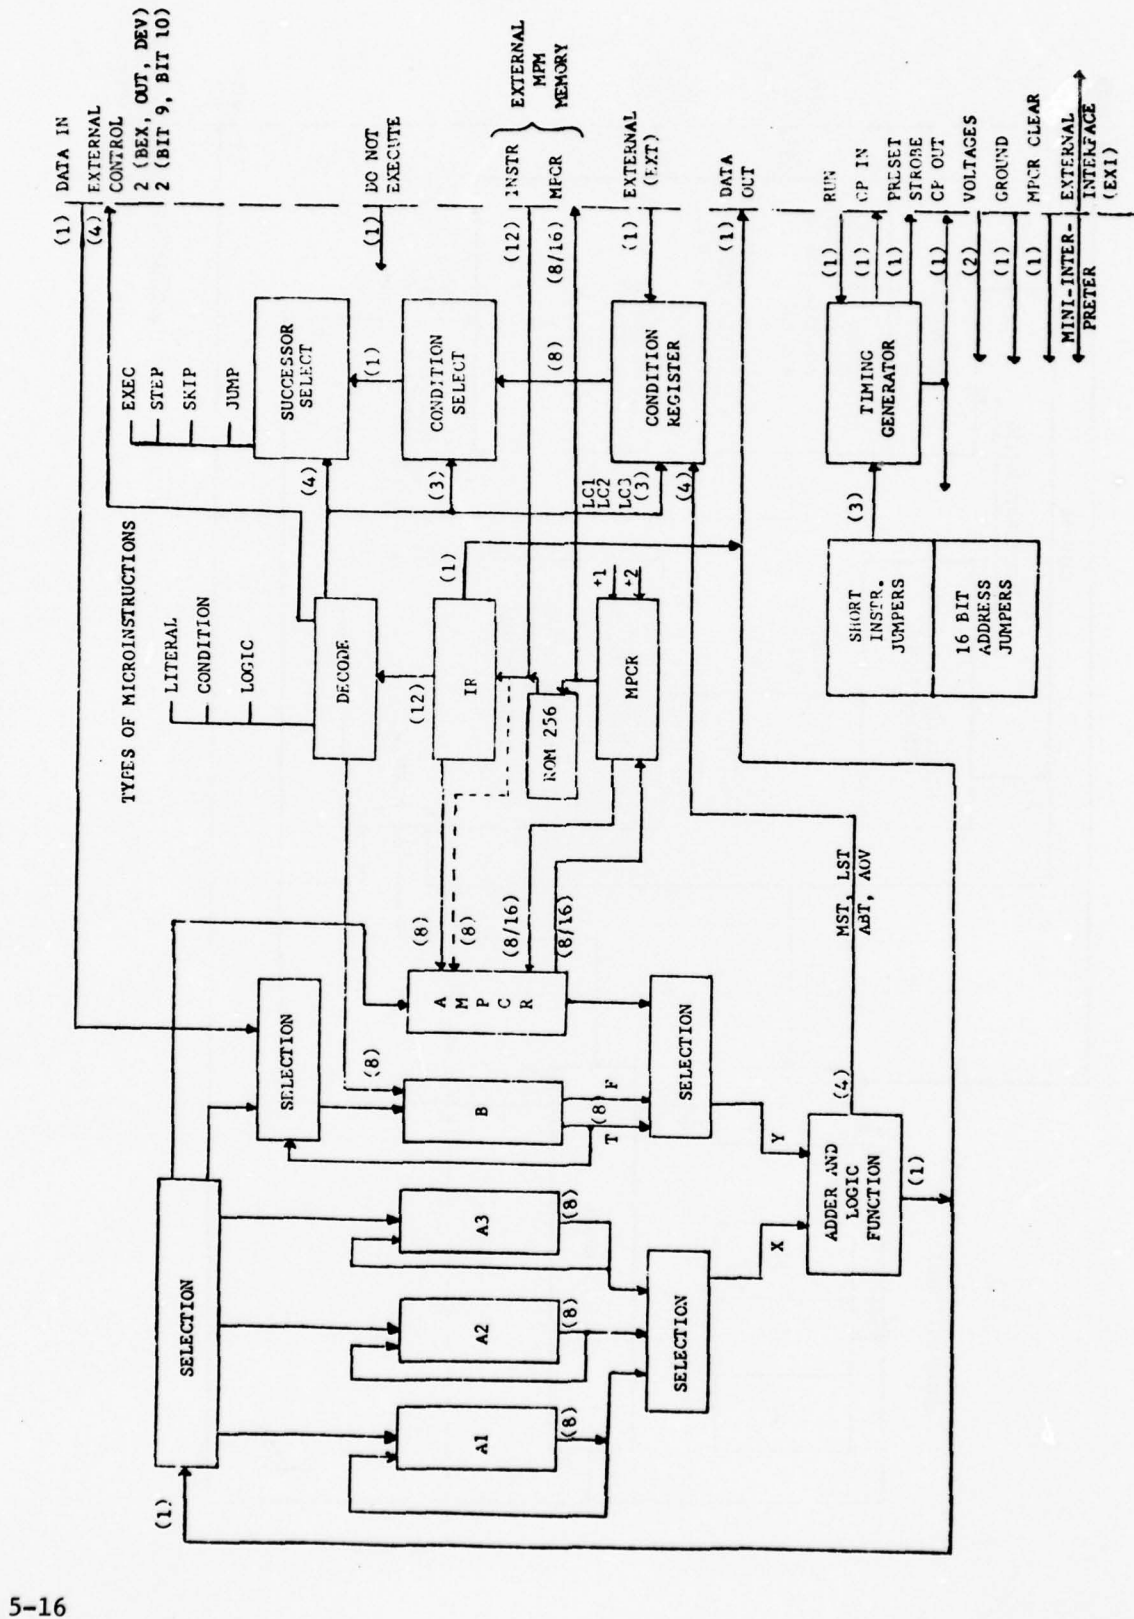 (1) DATA IN
(4) EXTERNAL
CONTROL
2 (BEX, OUT, DEV)
2 (BIT 9, BIT 10)
TYPES OF MICROINSTRUCTIONS
LITERAL
CONDITION
LOGIC
EXEC
STEP
SKIP
JUMP
(1) DO NOT
EXECUTE
(1)
SELECTION
SELECTION
DECODE
(4)
SUCCESSOR
SELECT
(1)
(8)
(12)
(3)
CONDITION
SELECT
(12) INSTR
(8/16) MPCR
EXTERNAL
MPM
MEMORY
A1
A2
A3
B
A
M
P
C
R
IR
(1)
(8)
(8)
(8)
(8/16)
(8/16)
ROM 256
MPCR
+1
+2
LC1
LC2
LC3
(3)
(4)
CONDITION
REGISTER
(1) EXTERNAL
(EXT)
(8)
(8)
(8)
(8)
T
F
SELECTION
SELECTION
X
Y
(1) DATA
OUT
ADDER AND
LOGIC
FUNCTION
(4)
(1)
MST, LST
ABT, AOV
SHORT
INSTR.
JUMPERS
16 BIT
ADDRESS
JUMPERS
(3)
TIMING
GENERATOR
(1) RUN
(1) CP IN
(1) PRESET
STROBE
(1) CP OUT
(2) VOLTAGES
(1) GROUND
(1) MPCR CLEAR
MINI-INTER-
PRETER
EXTERNAL
INTERFACE
(EXI)
5-16